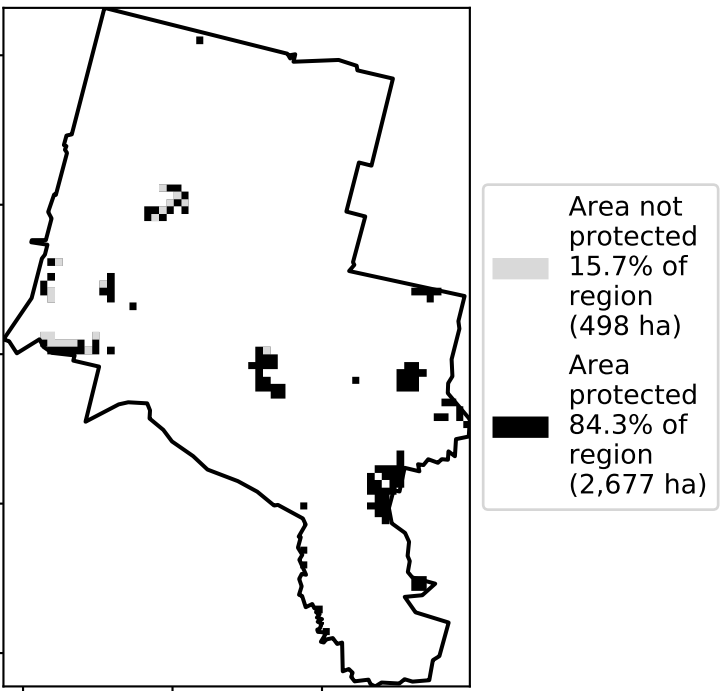 Area not
protected
15.7% of
region
(498 ha)
Area
protected
84.3% of
region
(2,677 ha)